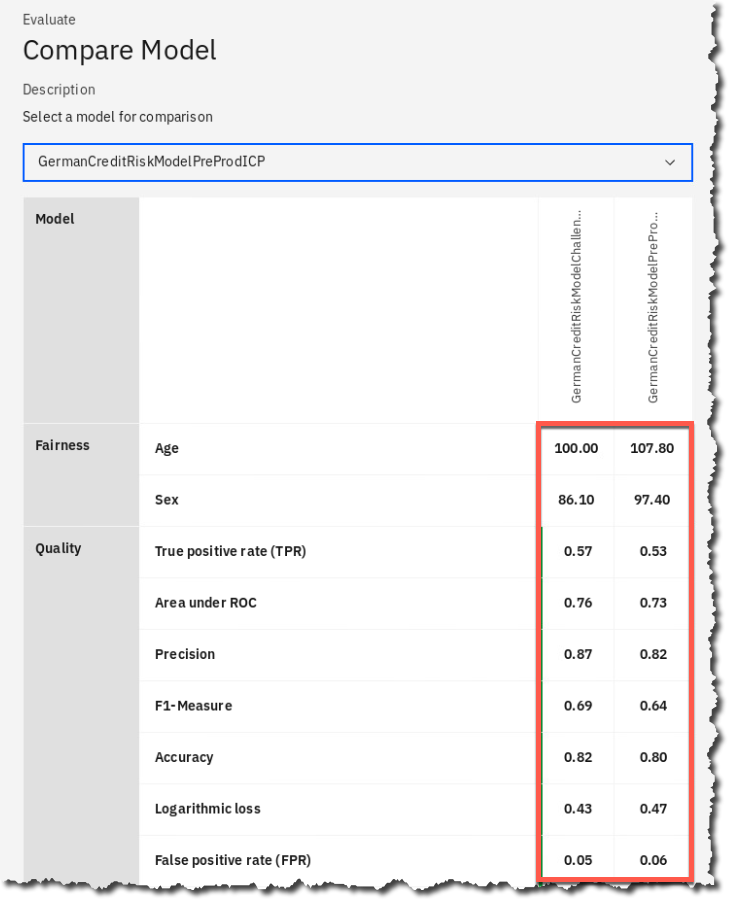 Evaluate
Compare Model
Description
Select a model for comparison
GermanCreditRiskModelPreProdICP
Model
GermanCreditRiskModelChallen...
GermanCreditRiskModelPrePro...
Fairness
Age 100.00 107.80
Sex 86.10 97.40
Quality
True positive rate (TPR) 0.57 0.53
Area under ROC 0.76 0.73
Precision 0.87 0.82
F1-Measure 0.69 0.64
Accuracy 0.82 0.80
Logarithmic loss 0.43 0.47
False positive rate (FPR) 0.05 0.06